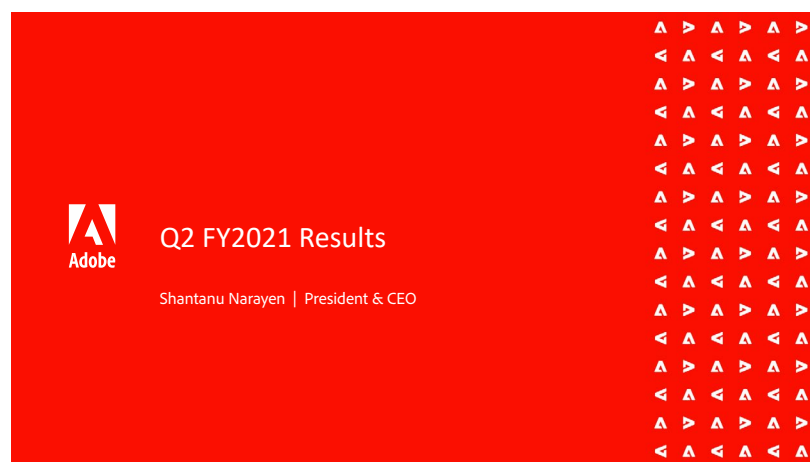 Adobe
Q2 FY2021 Results
Shantanu Narayen | President & CEO